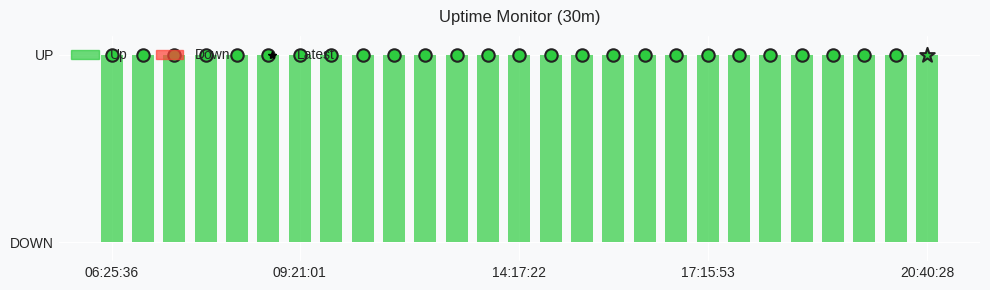 Uptime Monitor (30m)
UP
Up Down Latest
DOWN
06:25:36 09:21:01 14:17:22 17:15:53 20:40:28